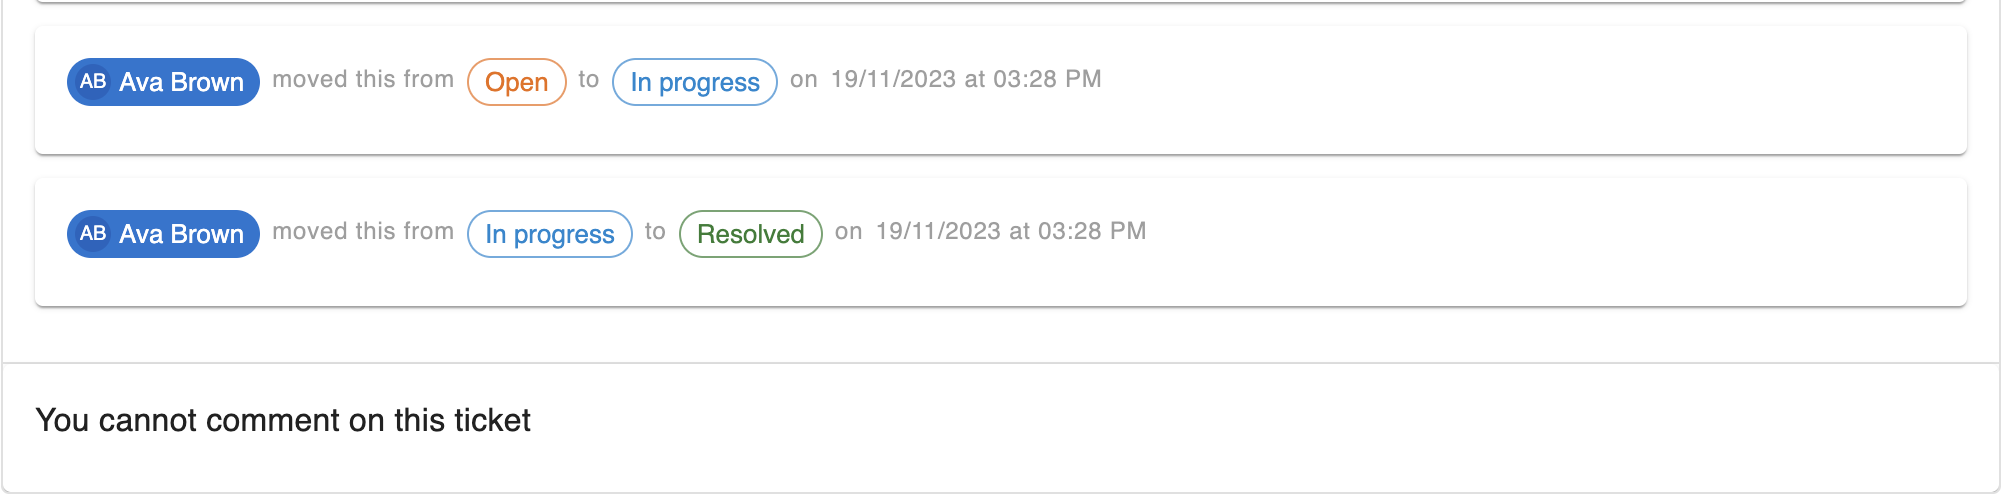 AB Ava Brown moved this from Open to In progress on 19/11/2023 at 03:28 PM
AB Ava Brown moved this from In progress to Resolved on 19/11/2023 at 03:28 PM
You cannot comment on this ticket